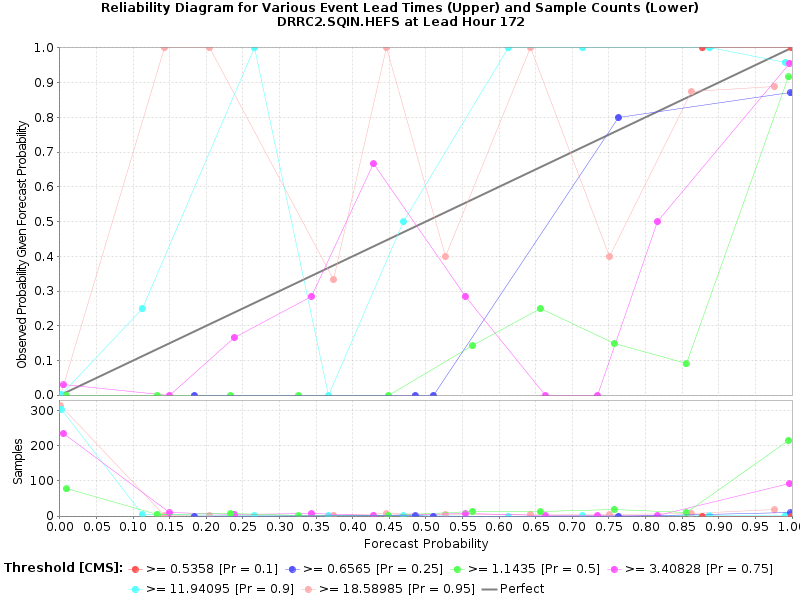 Reliability Diagram for Various Event Lead Times (Upper) and Sample Counts (Lower)
DRRC2.SQIN.HEFS at Lead Hour 172
Observed Probability Given Forecast Probability
1.0
0.9
0.8
0.7
0.6
0.5
0.4
0.3
0.2
0.1
0.0
Samples
300
200
100
0
0.00 0.05 0.10 0.15 0.20 0.25 0.30 0.35 0.40 0.45 0.50 0.55 0.60 0.65 0.70 0.75 0.80 0.85 0.90 0.95 1.0
Forecast Probability
Threshold [CMS]: >= 0.5358 [Pr = 0.1] >= 0.6565 [Pr = 0.25] >= 1.1435 [Pr = 0.5] >= 3.40828 [Pr = 0.75]
>= 11.94095 [Pr = 0.9] >= 18.58985 [Pr = 0.95] Perfect